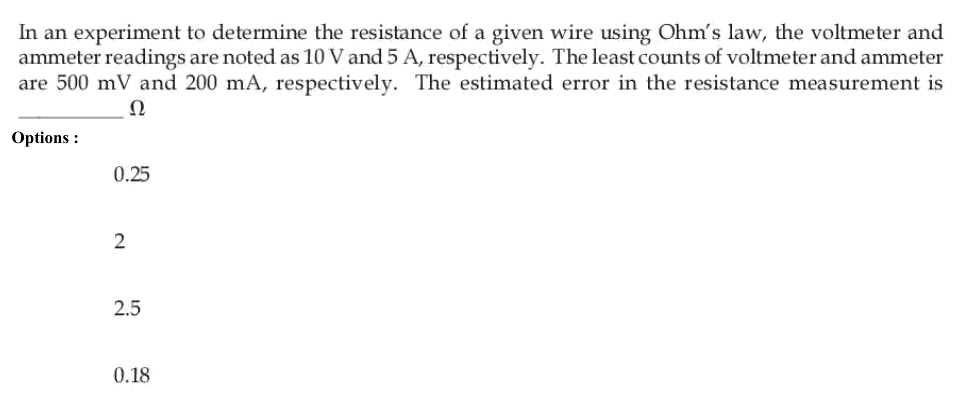 In an experiment to determine the resistance of a given wire using Ohm's law, the voltmeter and
ammeter readings are noted as 10 V and 5 A, respectively. The least counts of voltmeter and ammeter
are 500 mV and 200 mA, respectively. The estimated error in the resistance measurement is
__________ Ω
Options :
0.25
2
2.5
0.18